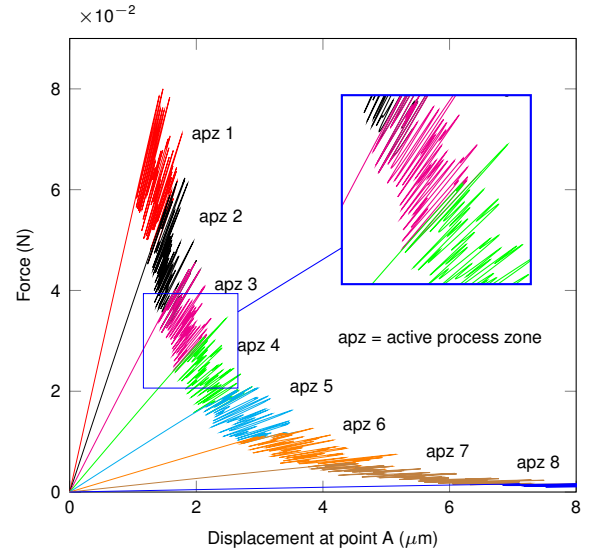 ×10−2
8
6
4
2
0
0
2
4
6
8
Force (N)
Displacement at point A (μm)
apz 1
apz 2
apz 3
apz 4
apz 5
apz 6
apz 7
apz 8
apz = active process zone